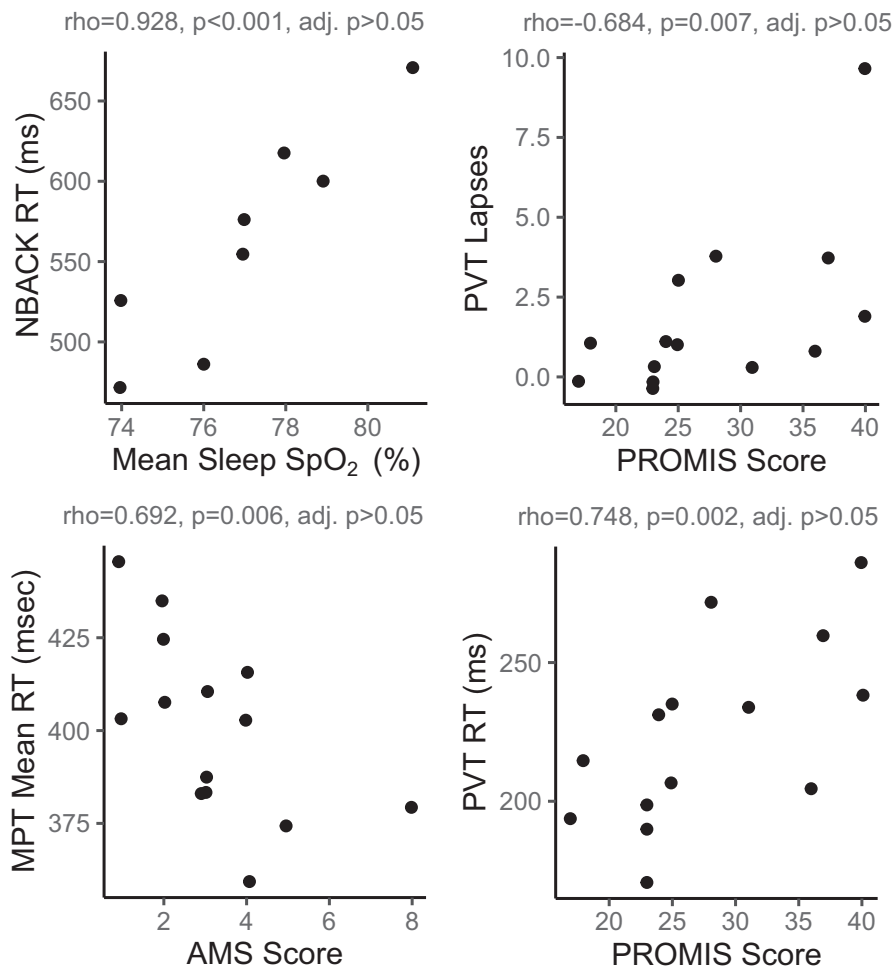 rho=0.928, p<0.001, adj. p>0.05
NBACK RT (ms)
650
600
550
500
74 76 78 80
Mean Sleep SpO₂ (%)
rho=-0.684, p=0.007, adj. p>0.05
PVT Lapses
10.0
7.5
5.0
2.5
0.0
20 25 30 35 40
PROMIS Score
rho=0.692, p=0.006, adj. p>0.05
MPT Mean RT (msec)
425
400
375
2 4 6 8
AMS Score
rho=0.748, p=0.002, adj. p>0.05
PVT RT (ms)
250
200
20 25 30 35 40
PROMIS Score